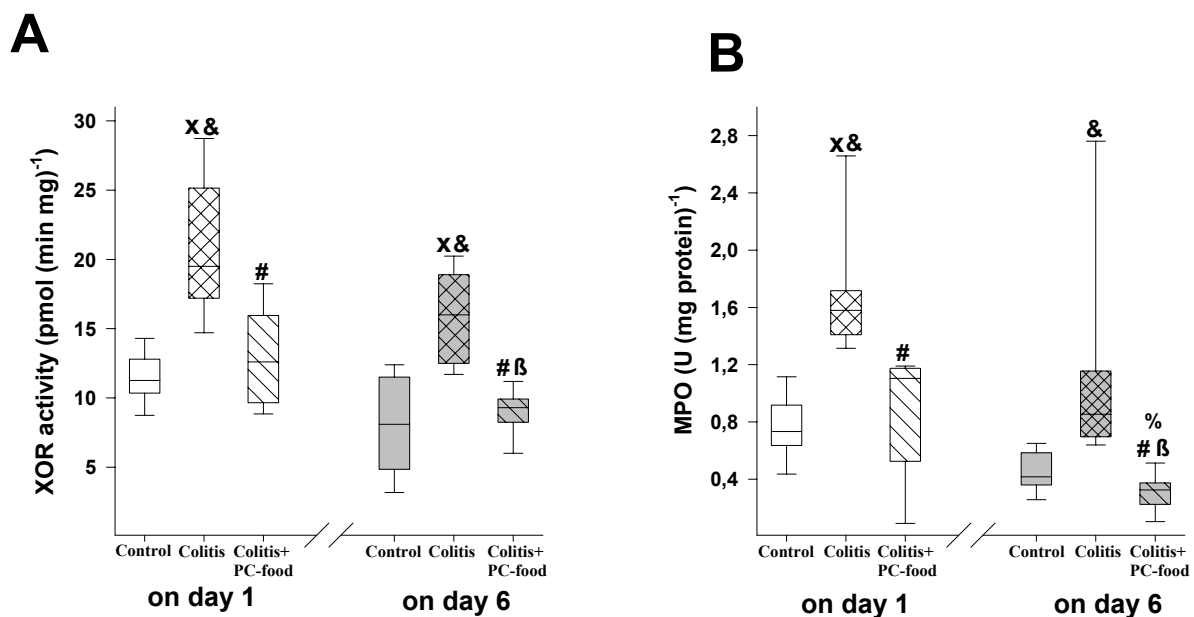 A
XOR activity (pmol (min mg)-1)
30
25
20
15
10
5
x &
#
x &
# ß
Control
Colitis
Colitis+
PC-food
Control
Colitis
Colitis+
PC-food
on day 1
on day 6
B
MPO (U (mg protein)-1)
2,8
2,4
2,0
1,6
1,2
0,8
0,4
x &
#
&
%
# ß
Control
Colitis
Colitis+
PC-food
Control
Colitis
Colitis+
PC-food
on day 1
on day 6